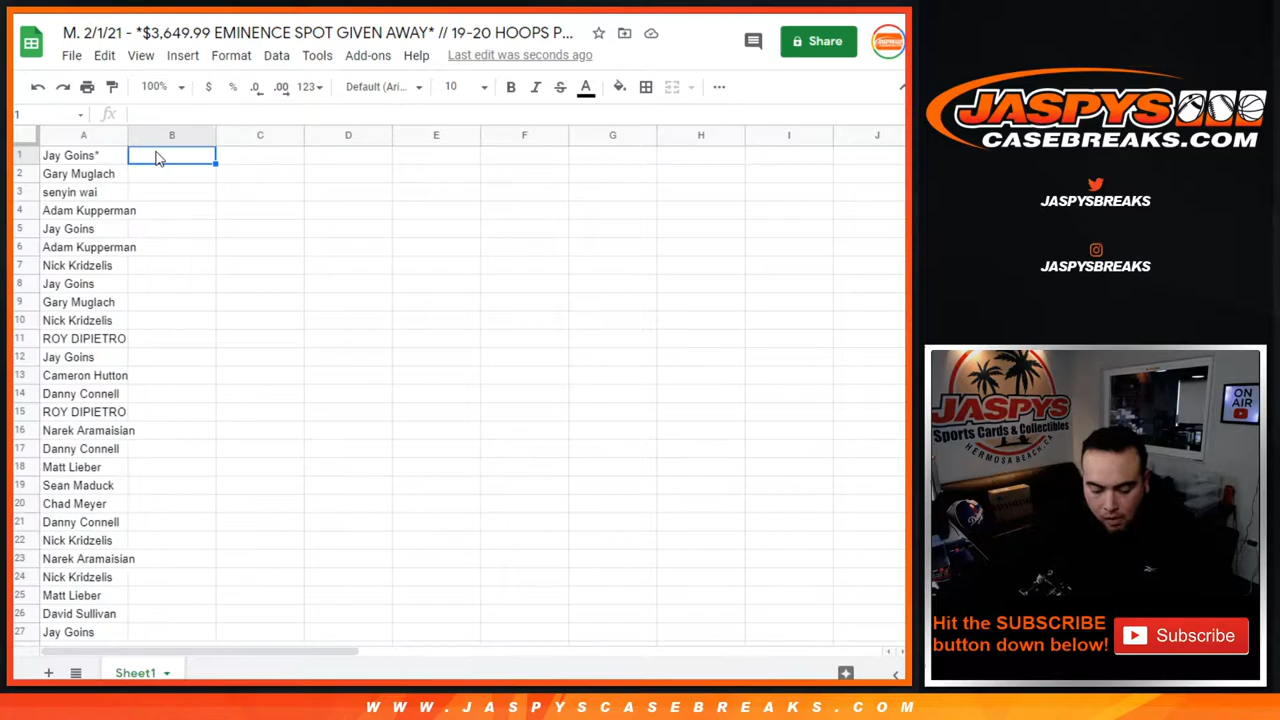 M. 2/1/21 - *$3,649.99 EMINENCE SPOT GIVEN AWAY* // 19-20 HOOPS P...
Share
File Edit View Insert Format Data Tools Add-ons Help Last edit was seconds ago
100% $ % .0 .00 123 Default (Ari... 10 B I S A
1 fx
A B C D E F G H I J
1 Jay Goins*
2 Gary Muglach
3 senyin wai
4 Adam Kupperman
5 Jay Goins
6 Adam Kupperman
7 Nick Kridzelis
8 Jay Goins
9 Gary Muglach
10 Nick Kridzelis
11 ROY DIPIETRO
12 Jay Goins
13 Cameron Hutton
14 Danny Connell
15 ROY DIPIETRO
16 Narek Aramaisian
17 Danny Connell
18 Matt Lieber
19 Sean Maduck
20 Chad Meyer
21 Danny Connell
22 Nick Kridzelis
23 Narek Aramaisian
24 Nick Kridzelis
25 Matt Lieber
26 David Sullivan
27 Jay Goins
Sheet1
JASPYS
CASEBREAKS.COM
JASPYSBREAKS
JASPYSBREAKS
JASPYS
Sports Cards & Collectibles
HERMOSA BEACH, CA
ON
AIR
Dodgers
Hit the SUBSCRIBE
button down below!
Subscribe
WWW.JASPYSCASEBREAKS.COM